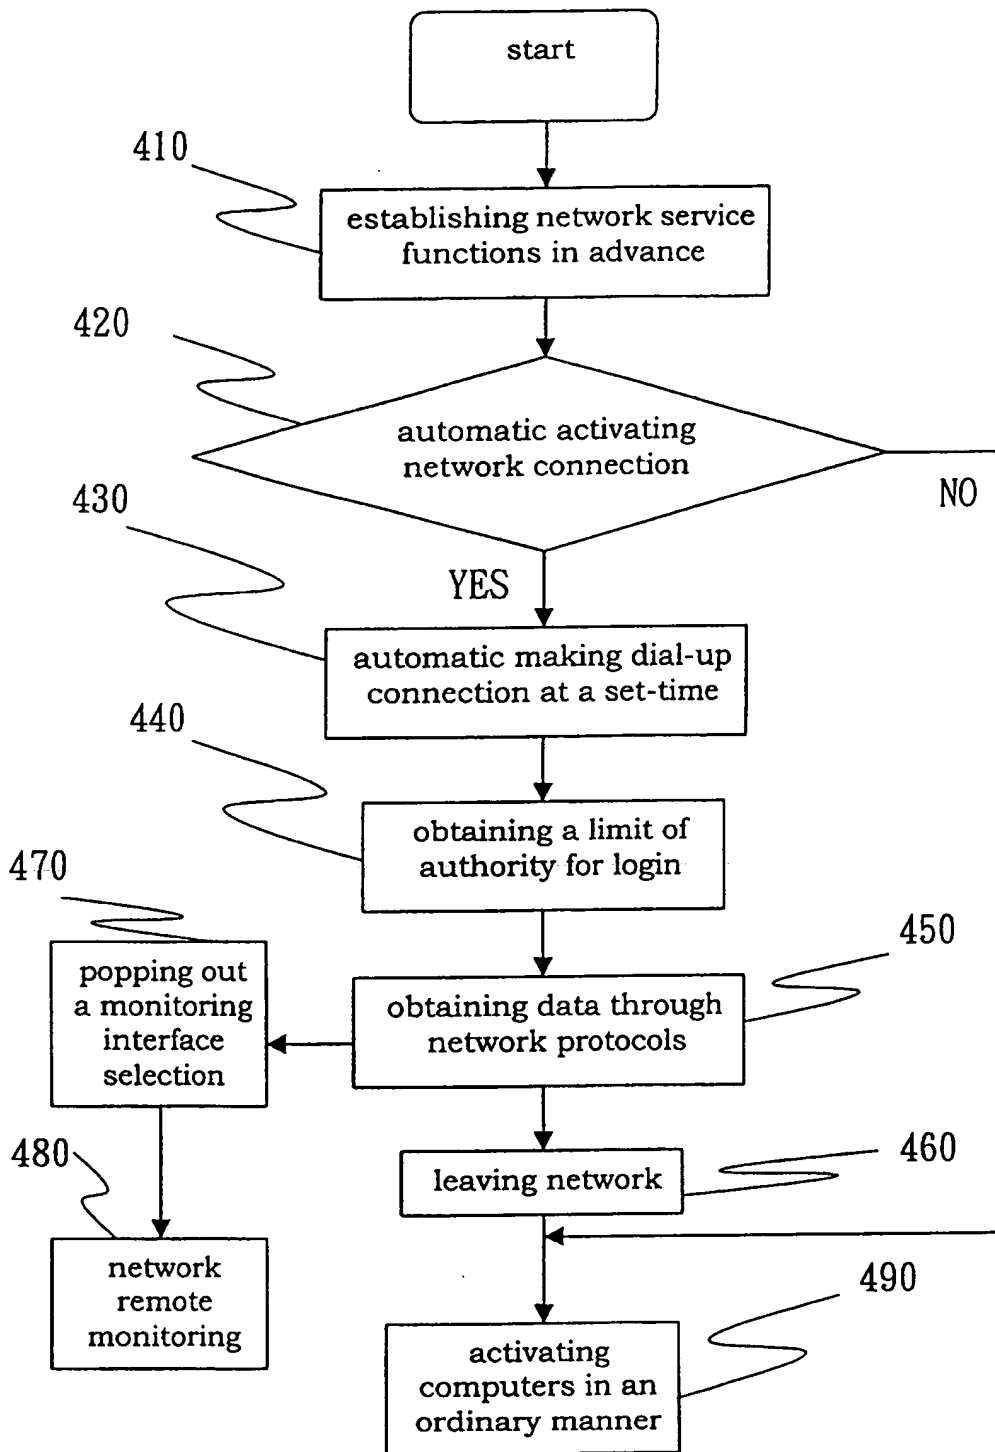 start
410
establishing network service
functions in advance
420
automatic activating
network connection
NO
430
YES
automatic making dial-up
connection at a set-time
440
obtaining a limit of
authority for login
470
popping out
a monitoring
interface
selection
450
obtaining data through
network protocols
480
network
remote
monitoring
460
leaving network
490
activating
computers in an
ordinary manner